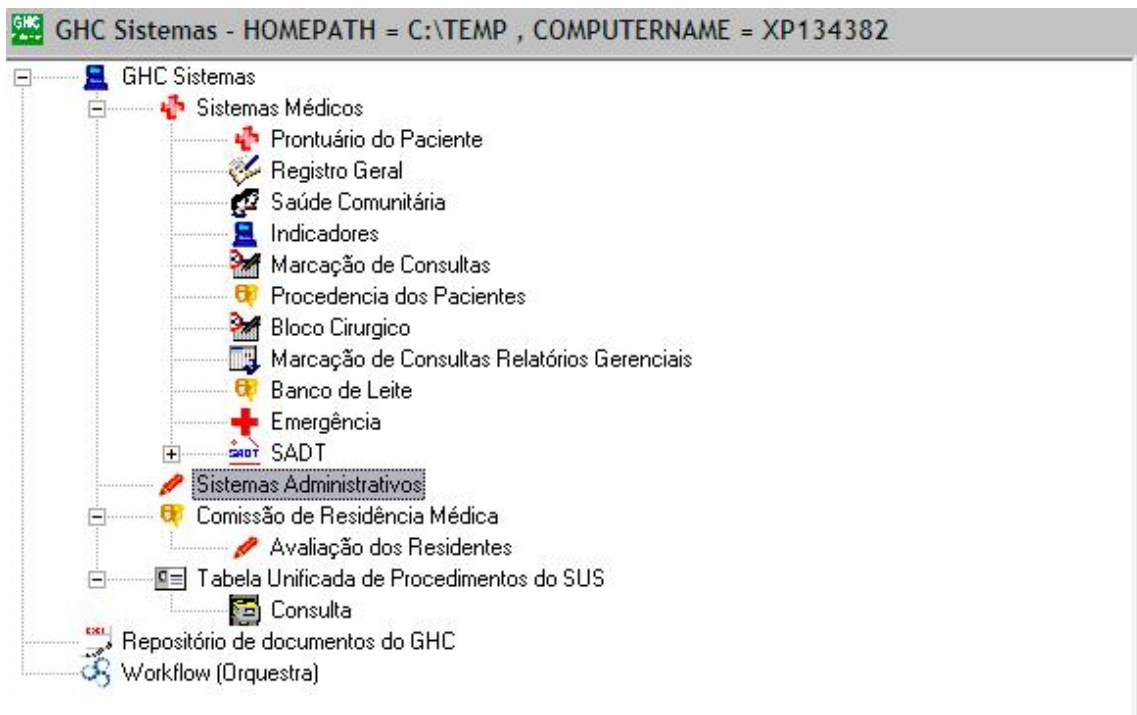 GHC Sistemas - HOMEPATH = C:\TEMP , COMPUTERNAME = XP134382
GHC Sistemas
Sistemas Médicos
Prontuário do Paciente
Registro Geral
Saúde Comunitária
Indicadores
Marcação de Consultas
Procedencia dos Pacientes
Bloco Cirurgico
Marcação de Consultas Relatórios Gerenciais
Banco de Leite
Emergência
SADT SADT
Sistemas Administrativos
Comissão de Residência Médica
Avaliação dos Residentes
Tabela Unificada de Procedimentos do SUS
Consulta
Repositório de documentos do GHC
Workflow (Orquestra)